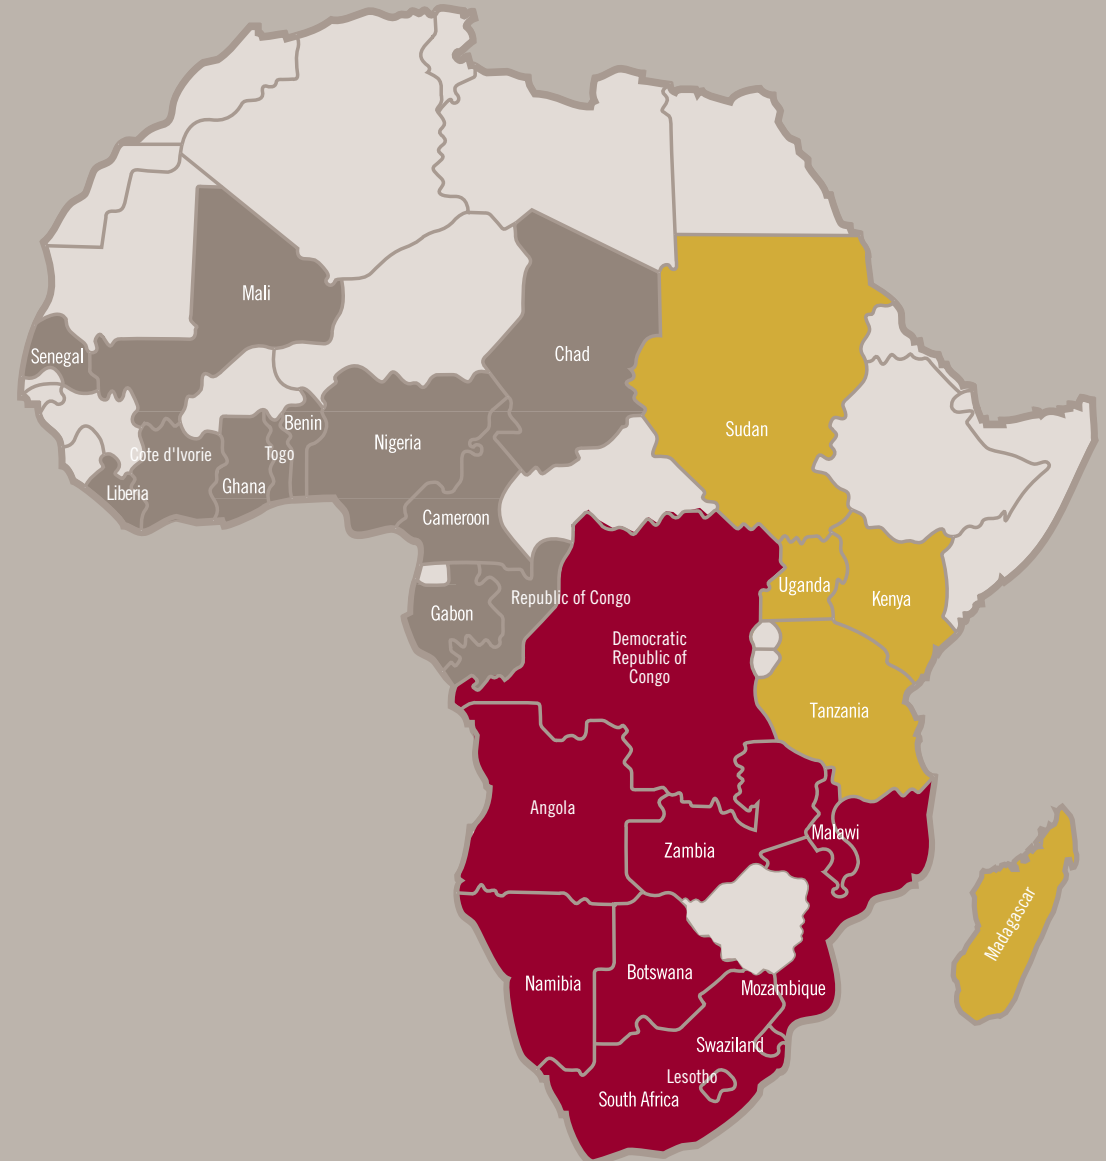 Mali
Senegal
Chad
Benin
Sudan
Nigeria
Cote d'Ivorie
Togo
Ghana
Liberia
Cameroon
Uganda
Republic of Congo
Kenya
Gabon
Democratic
Republic of
Congo
Tanzania
Angola
Malawi
Zambia
Madagascar
Botswana
Namibia
Mozambique
Swaziland
Lesotho
South Africa